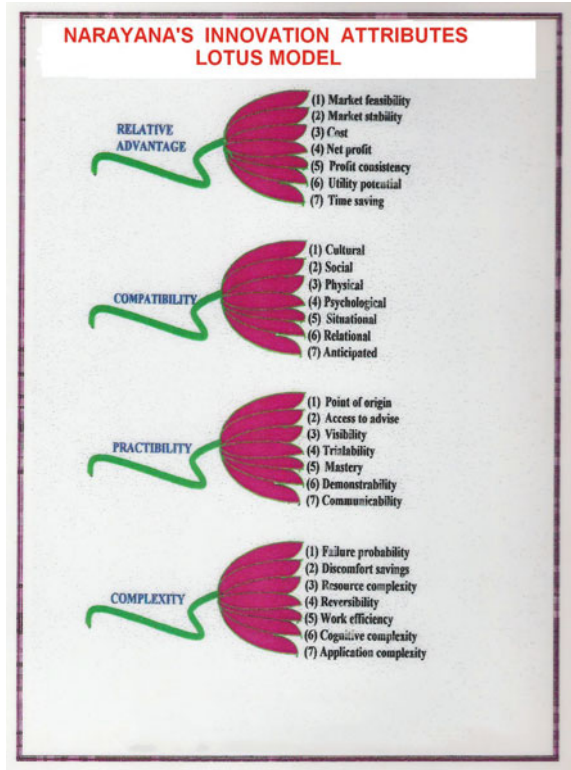 NARAYANA'S INNOVATION ATTRIBUTES
LOTUS MODEL
RELATIVE
ADVANTAGE
(1) Market feasibility
(2) Market stability
(3) Cost
(4) Net profit
(5) Profit consistency
(6) Utility potential
(7) Time saving
COMPATIBILITY
(1) Cultural
(2) Social
(3) Physical
(4) Psychological
(5) Situational
(6) Relational
(7) Anticipated
PRACTIBILITY
(1) Point of origin
(2) Access to advise
(3) Visibility
(4) Trialability
(5) Mastery
(6) Demonstrability
(7) Communicability
COMPLEXITY
(1) Failure probability
(2) Discomfort savings
(3) Resource complexity
(4) Reversibility
(5) Work efficiency
(6) Cognitive complexity
(7) Application complexity